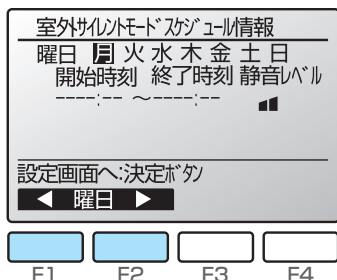 室外ｻｲﾚﾝﾄﾓｰﾄﾞｽｹｼﾞｭｰﾙ情報
曜日 月 火 水 木 金 土 日
開始時刻 終了時刻 静音ﾚﾍﾞﾙ
----:-- ～----:--
設定画面へ:決定ﾎﾞﾀﾝ
◀ 曜日 ▶
F1 F2 F3 F4